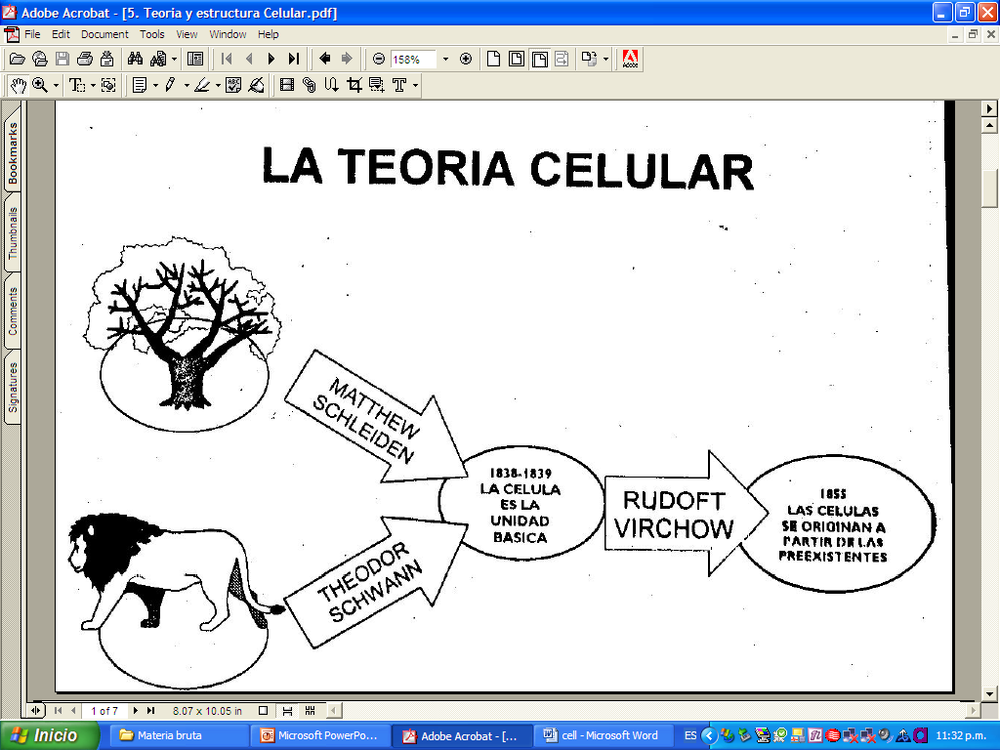 Adobe Acrobat - [5. Teoria y estructura Celular.pdf]
File Edit Document Tools View Window Help
158%
Adobe
Bookmarks
Thumbnails
Comments
Signatures
LA TEORIA CELULAR
MATTHEW
SCHLEIDEN
THEODOR
SCHWANN
1838-1839
LA CELULA
ES LA
UNIDAD
BASICA
RUDOFT
VIRCHOW
1855
LAS CELULAS
SE ORIGINAN A
PARTIR DE LAS
PREEXISTENTES
1 of 7 8.07 x 10.05 in
Inicio Materia bruta Microsoft PowerPo... Adobe Acrobat - [... cell - Microsoft Word ES 11:32 p.m.